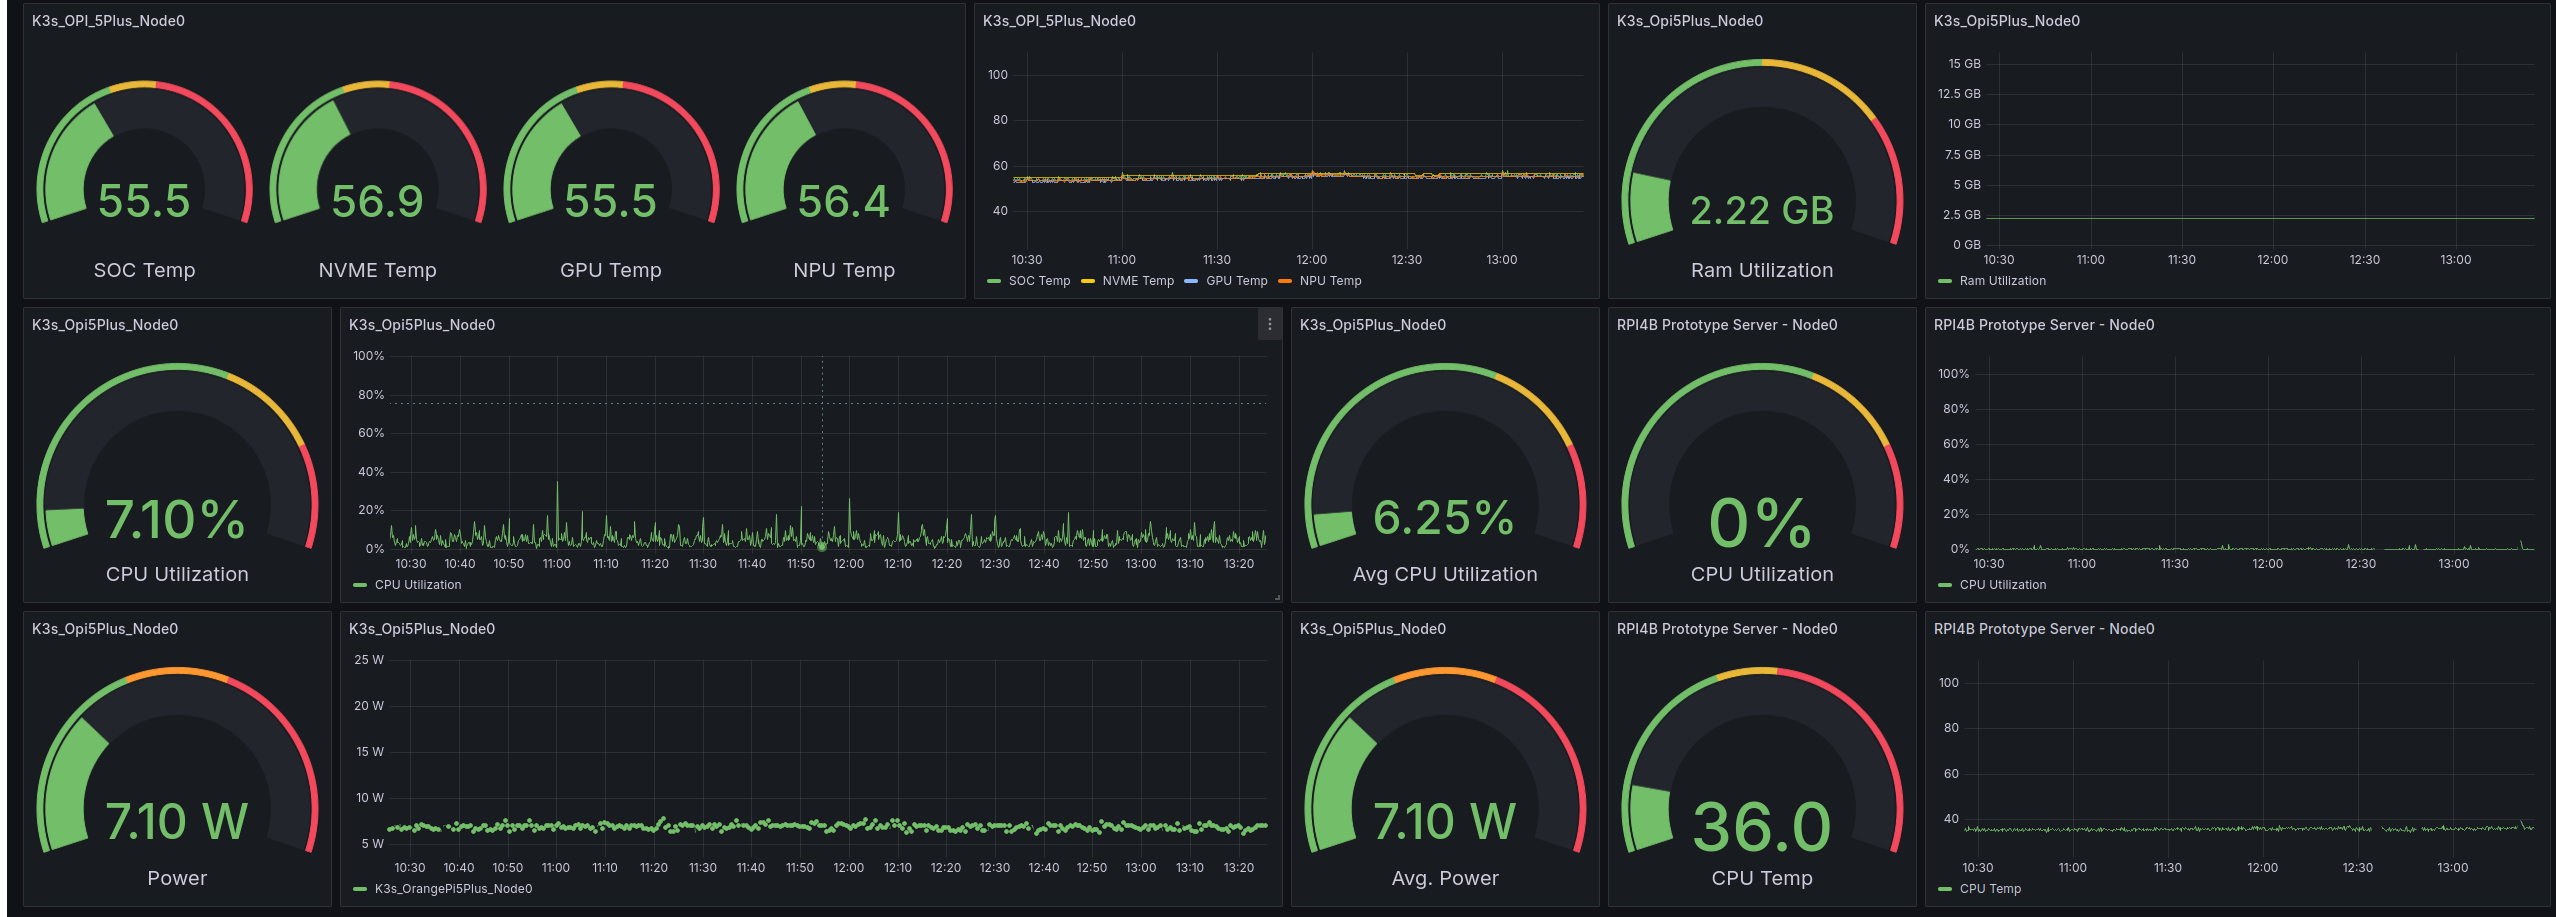 K3s_OPI_5Plus_Node0
55.5
SOC Temp
56.9
NVME Temp
55.5
GPU Temp
56.4
NPU Temp
K3s_OPI_5Plus_Node0
100
80
60
40
10:30 11:00 11:30 12:00 12:30 13:00
SOC Temp NVME Temp GPU Temp NPU Temp
K3s_Opi5Plus_Node0
2.22 GB
Ram Utilization
K3s_Opi5Plus_Node0
15 GB
12.5 GB
10 GB
7.5 GB
5 GB
2.5 GB
0 GB
10:30 11:00 11:30 12:00 12:30 13:00
Ram Utilization
K3s_Opi5Plus_Node0
7.10%
CPU Utilization
K3s_Opi5Plus_Node0
100%
80%
60%
40%
20%
0%
10:30 10:40 10:50 11:00 11:10 11:20 11:30 11:40 11:50 12:00 12:10 12:20 12:30 12:40 12:50 13:00 13:10 13:20
CPU Utilization
K3s_Opi5Plus_Node0
6.25%
Avg CPU Utilization
RPI4B Prototype Server - Node0
0%
CPU Utilization
RPI4B Prototype Server - Node0
100%
80%
60%
40%
20%
0%
10:30 11:00 11:30 12:00 12:30 13:00
CPU Utilization
K3s_Opi5Plus_Node0
7.10 W
Power
K3s_Opi5Plus_Node0
25 W
20 W
15 W
10 W
5 W
10:30 10:40 10:50 11:00 11:10 11:20 11:30 11:40 11:50 12:00 12:10 12:20 12:30 12:40 12:50 13:00 13:10 13:20
K3s_OrangePi5Plus_Node0
K3s_Opi5Plus_Node0
7.10 W
Avg. Power
RPI4B Prototype Server - Node0
36.0
CPU Temp
RPI4B Prototype Server - Node0
100
80
60
40
10:30 11:00 11:30 12:00 12:30 13:00
CPU Temp